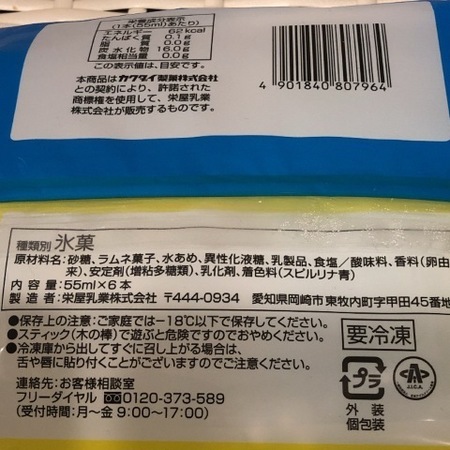 栄養成分表示
(1本(55ml)あたり)
エネルギー 62kcal
たんぱく質 0.1g
脂質 0.0g
炭水化物 16.0g
食塩相当量 0.0g
この表示値は、目安です。
本商品はカクダイ製菓株式会社
との契約により、許諾された
商標権を使用して、栄屋乳業
株式会社が販売するものです。
4 901840 807964
種類別 氷菓
原材料名:砂糖、ラムネ菓子、水あめ、異性化液糖、乳製品、食塩/酸味料、香料(卵由
来)、安定剤(増粘多糖類)、乳化剤、着色料(スピルリナ青)
内容量:55ml×6本
製造者:栄屋乳業株式会社 〒444-0934 愛知県岡崎市東牧内町字甲田45番地
●保存上の注意:ご家庭では−18℃以下で保存してください。
●スティック(木の棒)で遊ぶと危険ですのでおやめください。
●冷凍庫から出してすぐに召し上がる場合は、
舌や唇に貼り付くことがございますのでご注意ください。
要冷凍
連絡先:お客様相談室
フリーダイヤル 0120-373-589
(受付時間:月~金 9:00~17:00)
プラ
外装
個包装